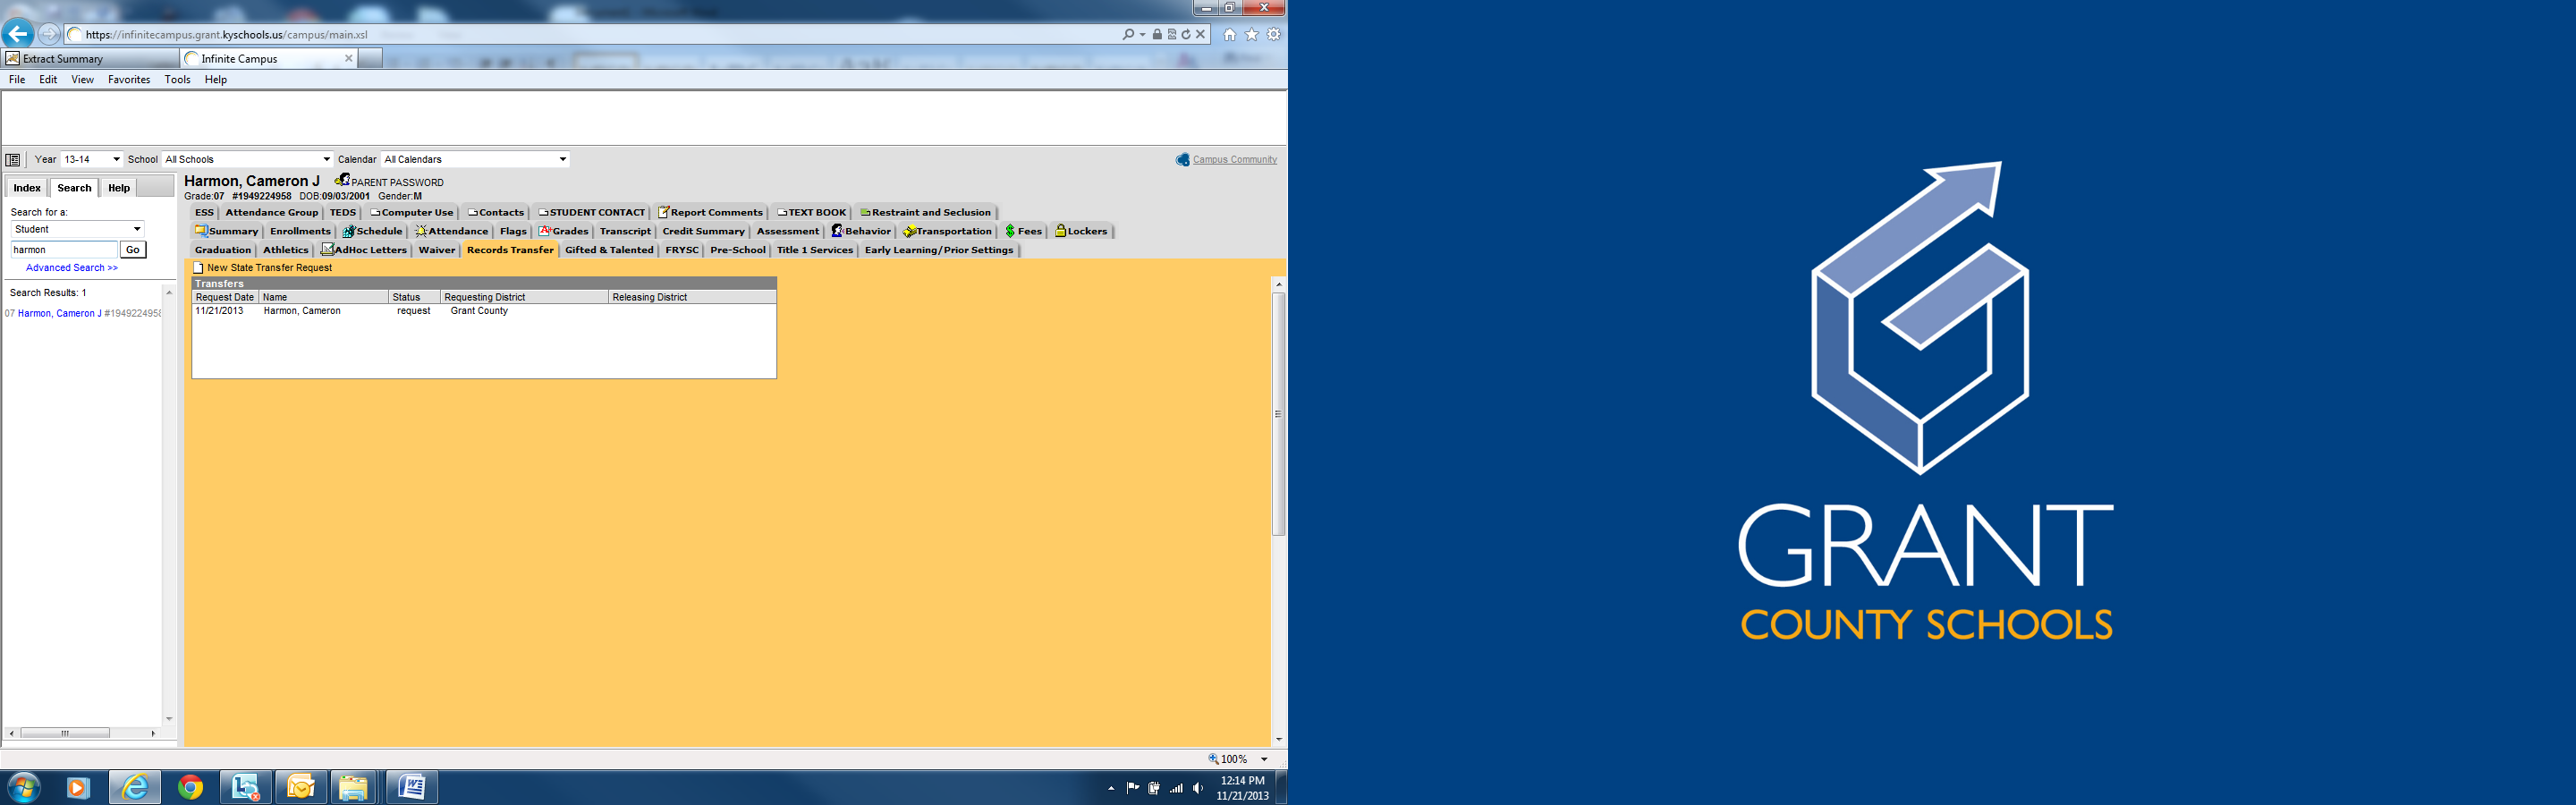 https://infinitecampus.grant.kyschools.us/campus/main.xsl
Extract Summary
Infinite Campus
File Edit View Favorites Tools Help
Year 13-14 School All Schools Calendar All Calendars Campus Community
Index Search Help
Search for a:
Student
harmon Go
Advanced Search >>
Search Results: 1
07 Harmon, Cameron J #1949224958
Harmon, Cameron J PARENT PASSWORD
Grade:07 #1949224958 DOB:09/03/2001 Gender:M
ESS Attendance Group TEDS Computer Use Contacts STUDENT CONTACT Report Comments TEXT BOOK Restraint and Seclusion
Summary Enrollments Schedule Attendance Flags Grades Transcript Credit Summary Assessment Behavior Transportation Fees Lockers
Graduation Athletics AdHoc Letters Waiver Records Transfer Gifted & Talented FRYSC Pre-School Title 1 Services Early Learning/Prior Settings
New State Transfer Request
Transfers
Request Date Name Status Requesting District Releasing District
11/21/2013 Harmon, Cameron request Grant County
100%
12:14 PM
11/21/2013
GRANT
COUNTY SCHOOLS